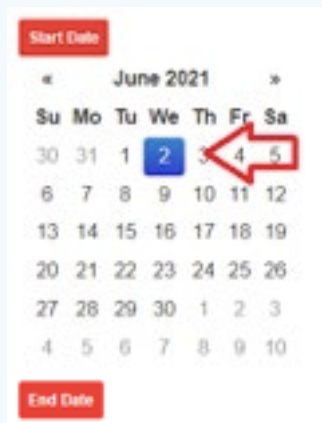 Start Date
« June 2021 »
Su Mo Tu We Th Fr Sa
30 31 1 2 3 4 5
6 7 8 9 10 11 12
13 14 15 16 17 18 19
20 21 22 23 24 25 26
27 28 29 30 1 2 3
4 5 6 7 8 9 10
End Date